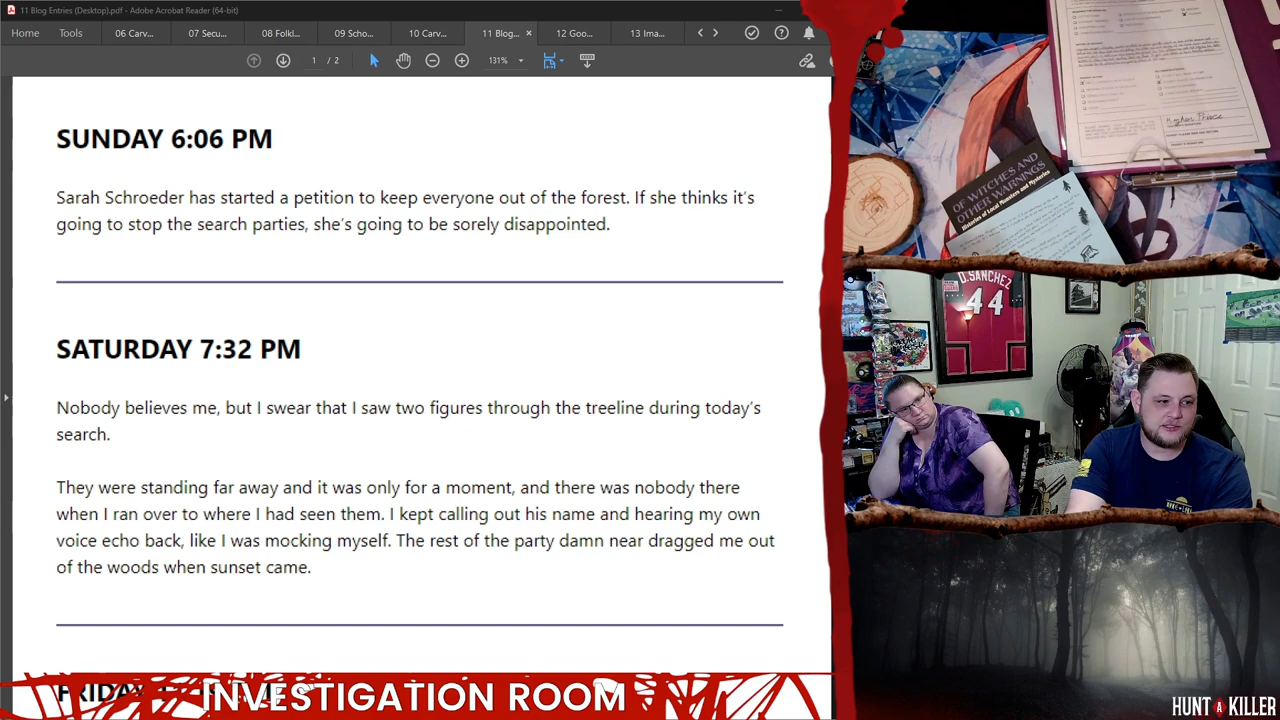 11 Blog Entries (Desktop).pdf - Adobe Acrobat Reader (64-bit)
Home Tools 06 Carv... 07 Secu... 08 Folkl... 09 Scho... 10 Carv... 11 Blog... × 12 Goo... 13 Ima...
1 / 2 131%
SUNDAY 6:06 PM
Sarah Schroeder has started a petition to keep everyone out of the forest. If she thinks it's
going to stop the search parties, she's going to be sorely disappointed.
SATURDAY 7:32 PM
Nobody believes me, but I swear that I saw two figures through the treeline during today's
search.
They were standing far away and it was only for a moment, and there was nobody there
when I ran over to where I had seen them. I kept calling out his name and hearing my own
voice echo back, like I was mocking myself. The rest of the party damn near dragged me out
of the woods when sunset came.
FRIDAY
INVESTIGATION ROOM
OF WITCHES AND
OTHER WARNINGS
Histories of Local Monsters and Mysteries
D.SANCHEZ
44
HUNT A KILLER